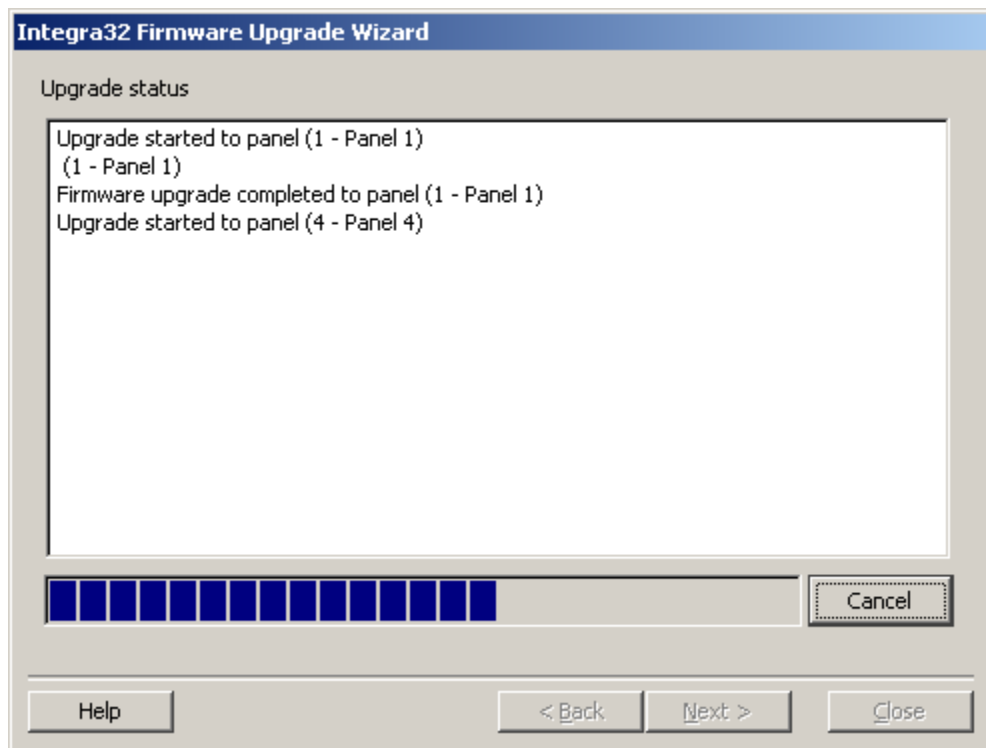 Integra32 Firmware Upgrade Wizard
Upgrade status
Upgrade started to panel (1 - Panel 1)
(1 - Panel 1)
Firmware upgrade completed to panel (1 - Panel 1)
Upgrade started to panel (4 - Panel 4)
Cancel
Help
< Back
Next >
Close